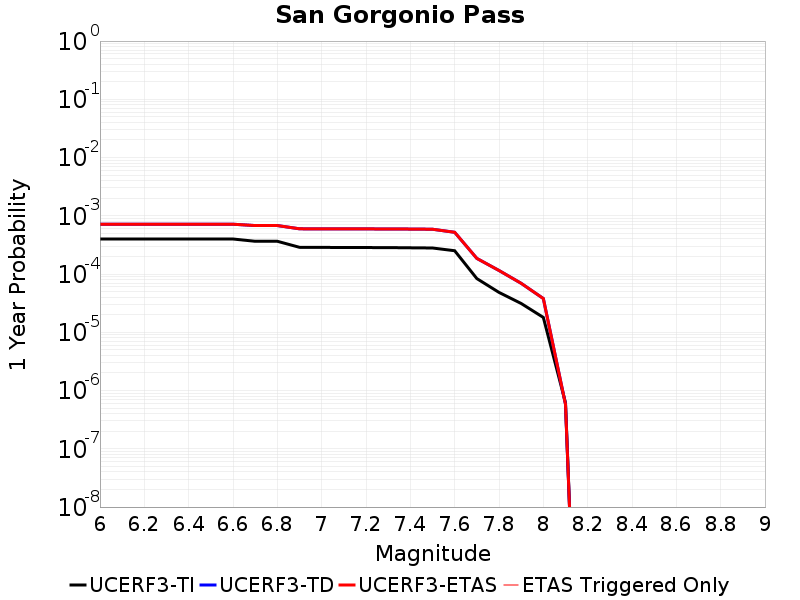 San Gorgonio Pass
10^0
10^-1
10^-2
10^-3
10^-4
10^-5
10^-6
10^-7
10^-8
1 Year Probability
6 6.2 6.4 6.6 6.8 7 7.2 7.4 7.6 7.8 8 8.2 8.4 8.6 8.8 9
Magnitude
UCERF3-TI UCERF3-TD UCERF3-ETAS ETAS Triggered Only